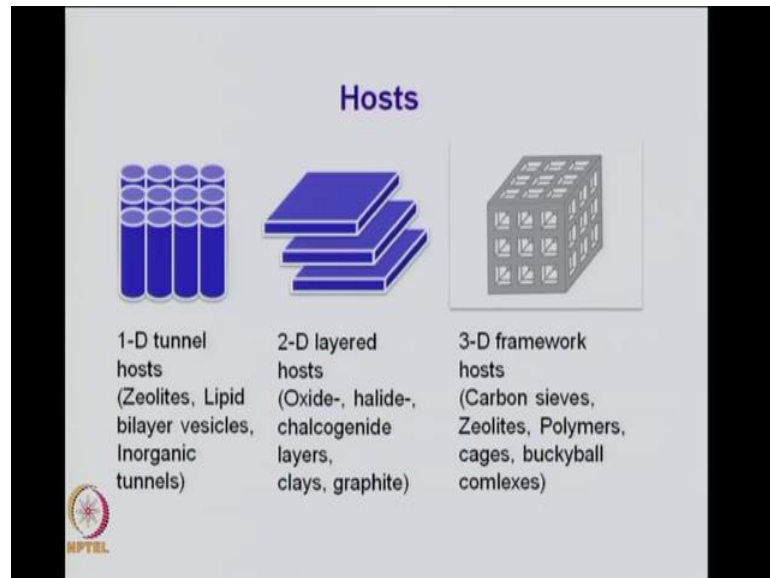 Hosts
1-D tunnel
hosts
(Zeolites, Lipid
bilayer vesicles,
Inorganic
tunnels)
2-D layered
hosts
(Oxide-, halide-,
chalcogenide
layers,
clays, graphite)
3-D framework
hosts
(Carbon sieves,
Zeolites, Polymers,
cages, buckyball
comlexes)
NPTEL